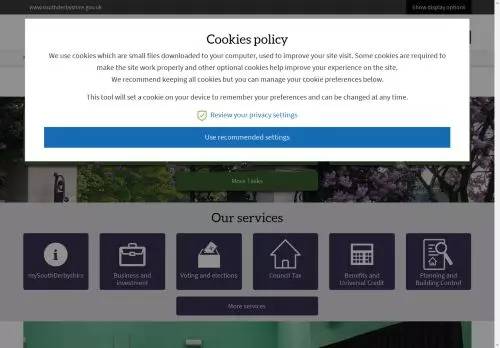 www.southderbyshire.gov.uk
Show display options
Cookies policy
We use cookies which are small files downloaded to your computer, used to improve your site visit. Some cookies are required to
make the site work properly and other optional cookies help improve your experience on the site.
We recommend keeping all cookies but you can manage your cookie preferences below.
This tool will set a cookie on your device to remember your preferences and can be changed at any time.
Review your privacy settings
Use recommended settings
More Tasks
Our services
mySouthDerbyshire
Business and
investment
Voting and elections
Council Tax
Benefits and
Universal Credit
Planning and
Building Control
More services